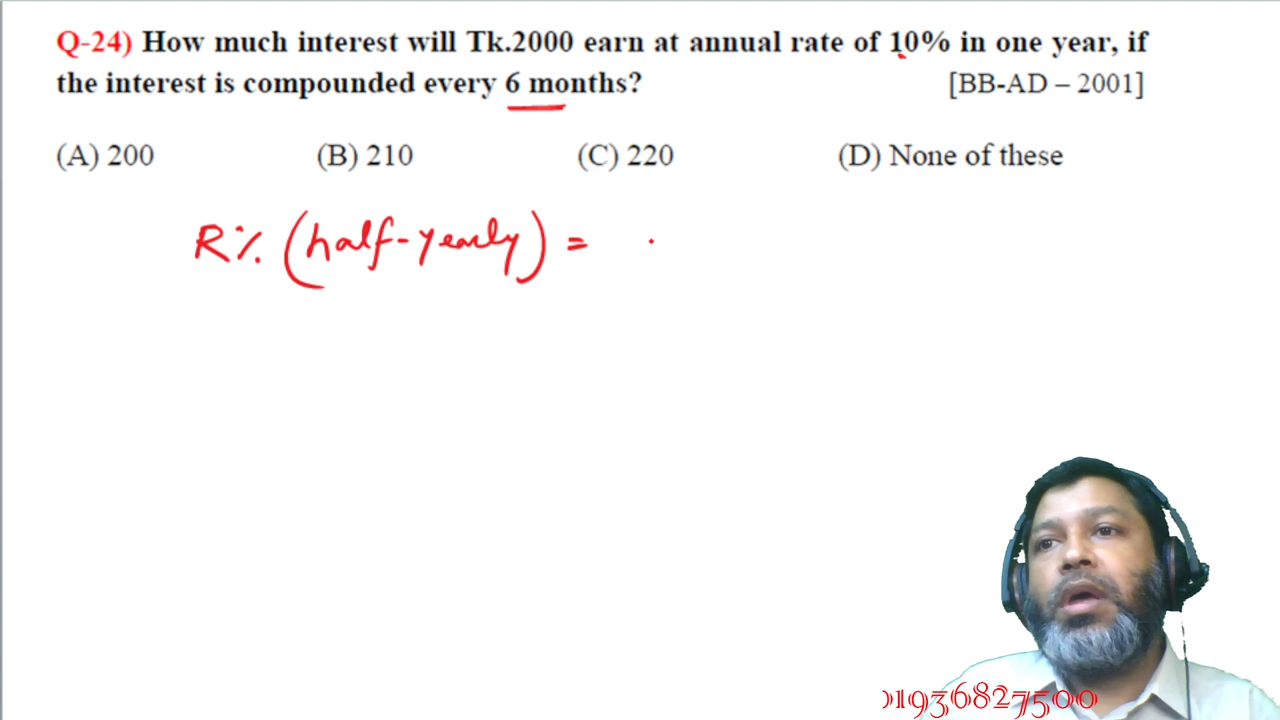 Q-24) How much interest will Tk.2000 earn at annual rate of 10% in one year, if
the interest is compounded every 6 months? [BB-AD – 2001]
(A) 200 (B) 210 (C) 220 (D) None of these
R% (half-yearly) =
01936827500